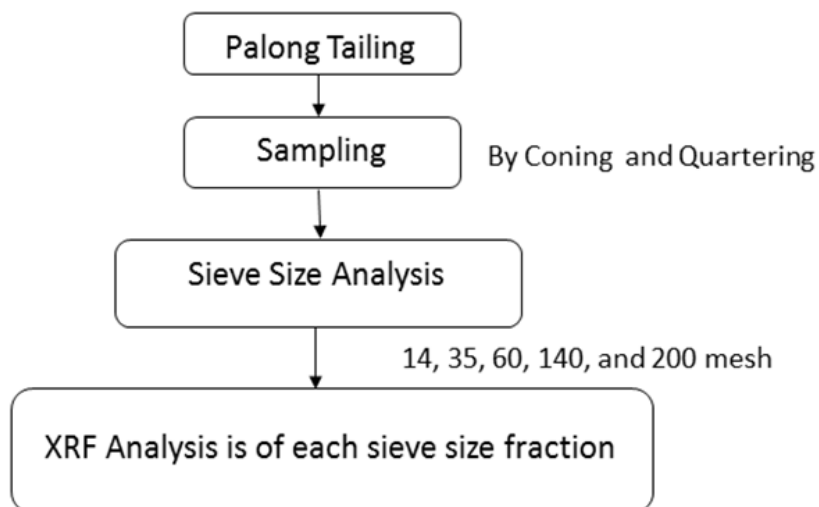 Palong Tailing
Sampling
By Coning and Quartering
Sieve Size Analysis
14, 35, 60, 140, and 200 mesh
XRF Analysis is of each sieve size fraction